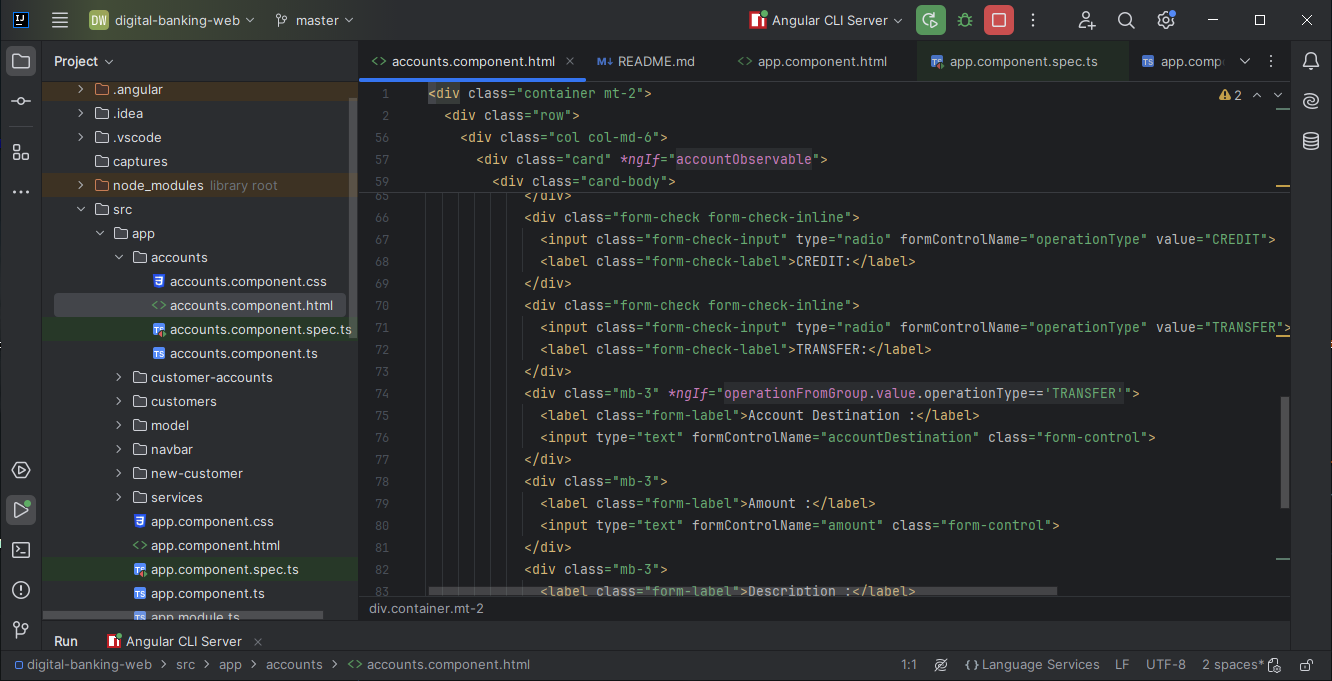 DW digital-banking-web master Angular CLI Server
Project
accounts.component.html README.md app.component.html app.component.spec.ts app.comp
.angular
.idea
.vscode
captures
node_modules library root
src
app
accounts
accounts.component.css
accounts.component.html
accounts.component.spec.ts
accounts.component.ts
customer-accounts
customers
model
navbar
new-customer
services
app.component.css
app.component.html
app.component.spec.ts
app.component.ts
app.module.ts
1 <div class="container mt-2">
2 <div class="row">
56 <div class="col col-md-6">
57 <div class="card" *ngIf="accountObservable">
59 <div class="card-body">
65 </div>
66 <div class="form-check form-check-inline">
67 <input class="form-check-input" type="radio" formControlName="operationType" value="CREDIT">
68 <label class="form-check-label">CREDIT:</label>
69 </div>
70 <div class="form-check form-check-inline">
71 <input class="form-check-input" type="radio" formControlName="operationType" value="TRANSFER">
72 <label class="form-check-label">TRANSFER:</label>
73 </div>
74 <div class="mb-3" *ngIf="operationFromGroup.value.operationType=='TRANSFER'">
75 <label class="form-label">Account Destination :</label>
76 <input type="text" formControlName="accountDestination" class="form-control">
77 </div>
78 <div class="mb-3">
79 <label class="form-label">Amount :</label>
80 <input type="text" formControlName="amount" class="form-control">
81 </div>
82 <div class="mb-3">
83 <label class="form-label">Description :</label>
2
div.container.mt-2
Run Angular CLI Server
digital-banking-web > src > app > accounts > accounts.component.html 1:1 {} Language Services LF UTF-8 2 spaces*